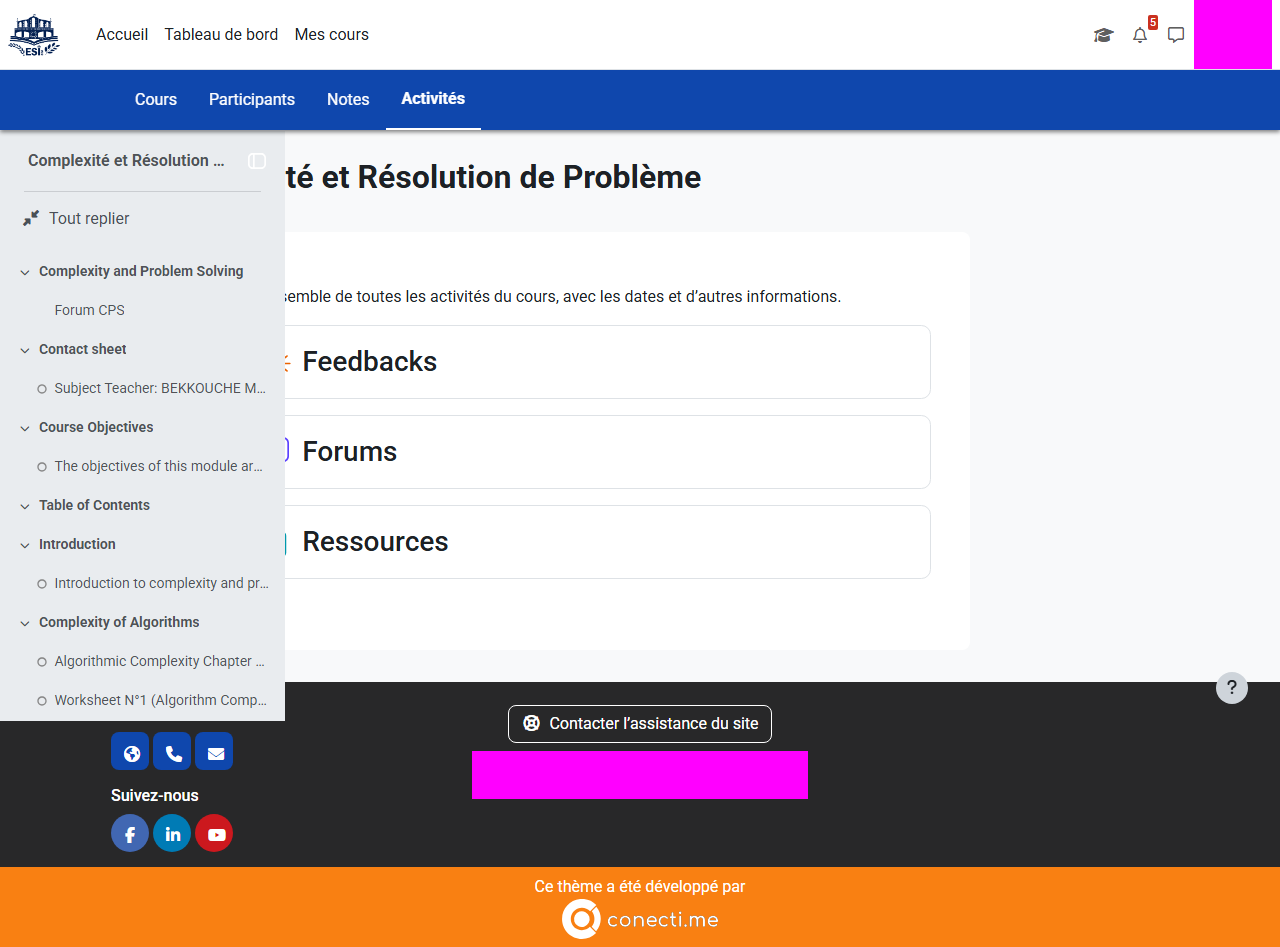 ESI
Accueil
Tableau de bord
Mes cours
5
Cours
Participants
Notes
Activités
Complexité et Résolution ...
Tout replier
Complexity and Problem Solving
Forum CPS
Contact sheet
Subject Teacher: BEKKOUCHE M...
Course Objectives
The objectives of this module ar...
Table of Contents
Introduction
Introduction to complexity and pr...
Complexity of Algorithms
Algorithmic Complexity Chapter ...
Worksheet N°1 (Algorithm Comp...
té et Résolution de Problème
semble de toutes les activités du cours, avec les dates et d’autres informations.
Feedbacks
Forums
Ressources
?
Contacter l’assistance du site
Suivez-nous
Ce thème a été développé par
conecti.me